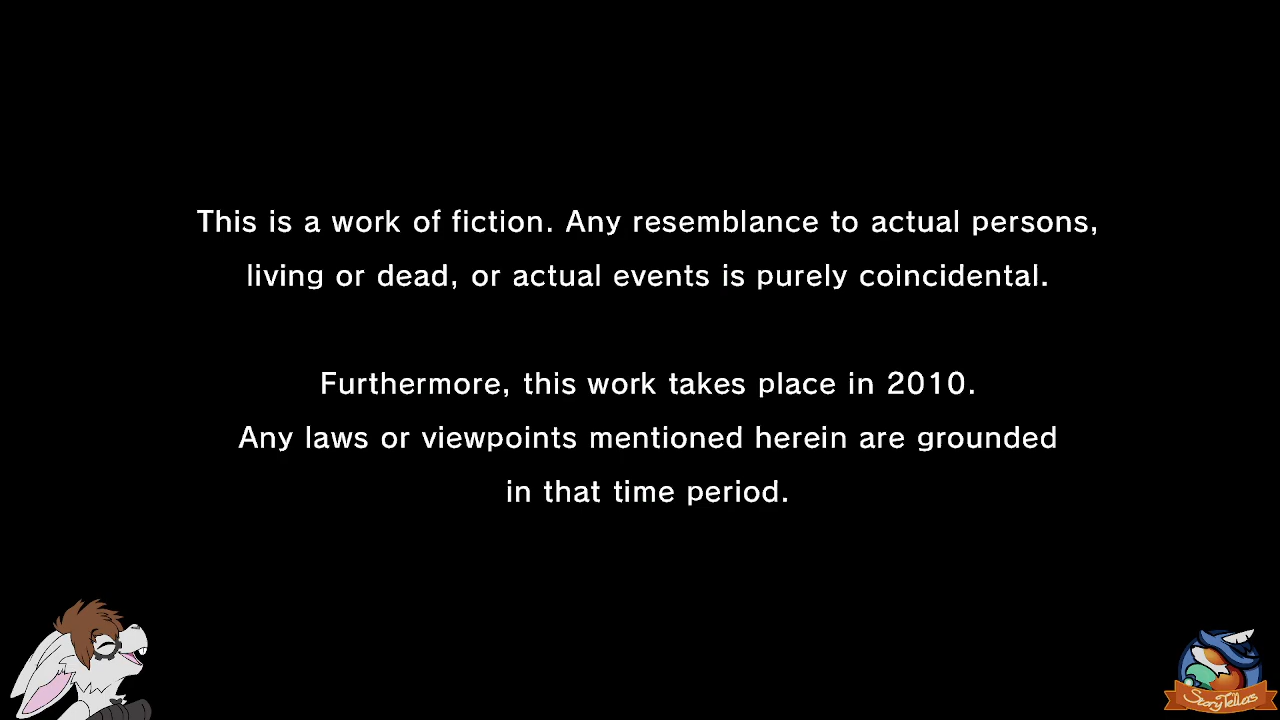 This is a work of fiction. Any resemblance to actual persons,
living or dead, or actual events is purely coincidental.
Furthermore, this work takes place in 2010.
Any laws or viewpoints mentioned herein are grounded
in that time period.
StoryTellas